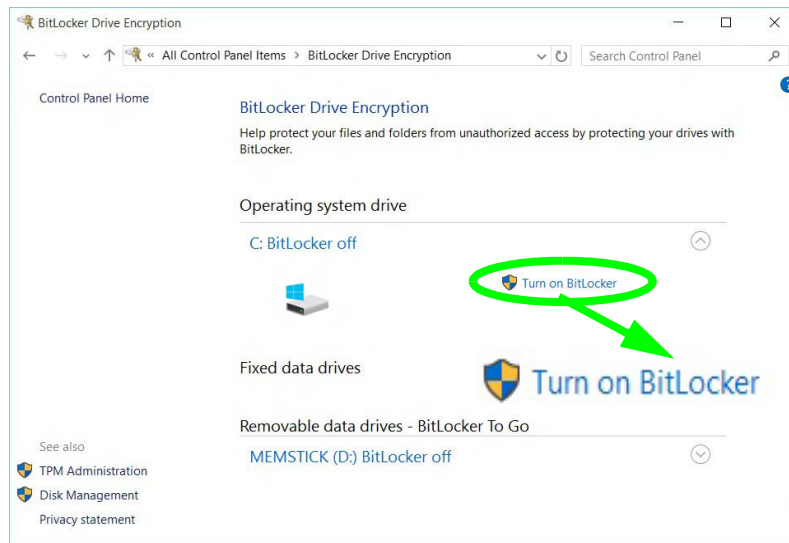 BitLocker Drive Encryption
« All Control Panel Items > BitLocker Drive Encryption
Search Control Panel
Control Panel Home
?
BitLocker Drive Encryption
Help protect your files and folders from unauthorized access by protecting your drives with
BitLocker.
Operating system drive
C: BitLocker off
Turn on BitLocker
Fixed data drives
Turn on BitLocker
Removable data drives - BitLocker To Go
MEMSTICK (D:) BitLocker off
See also
TPM Administration
Disk Management
Privacy statement